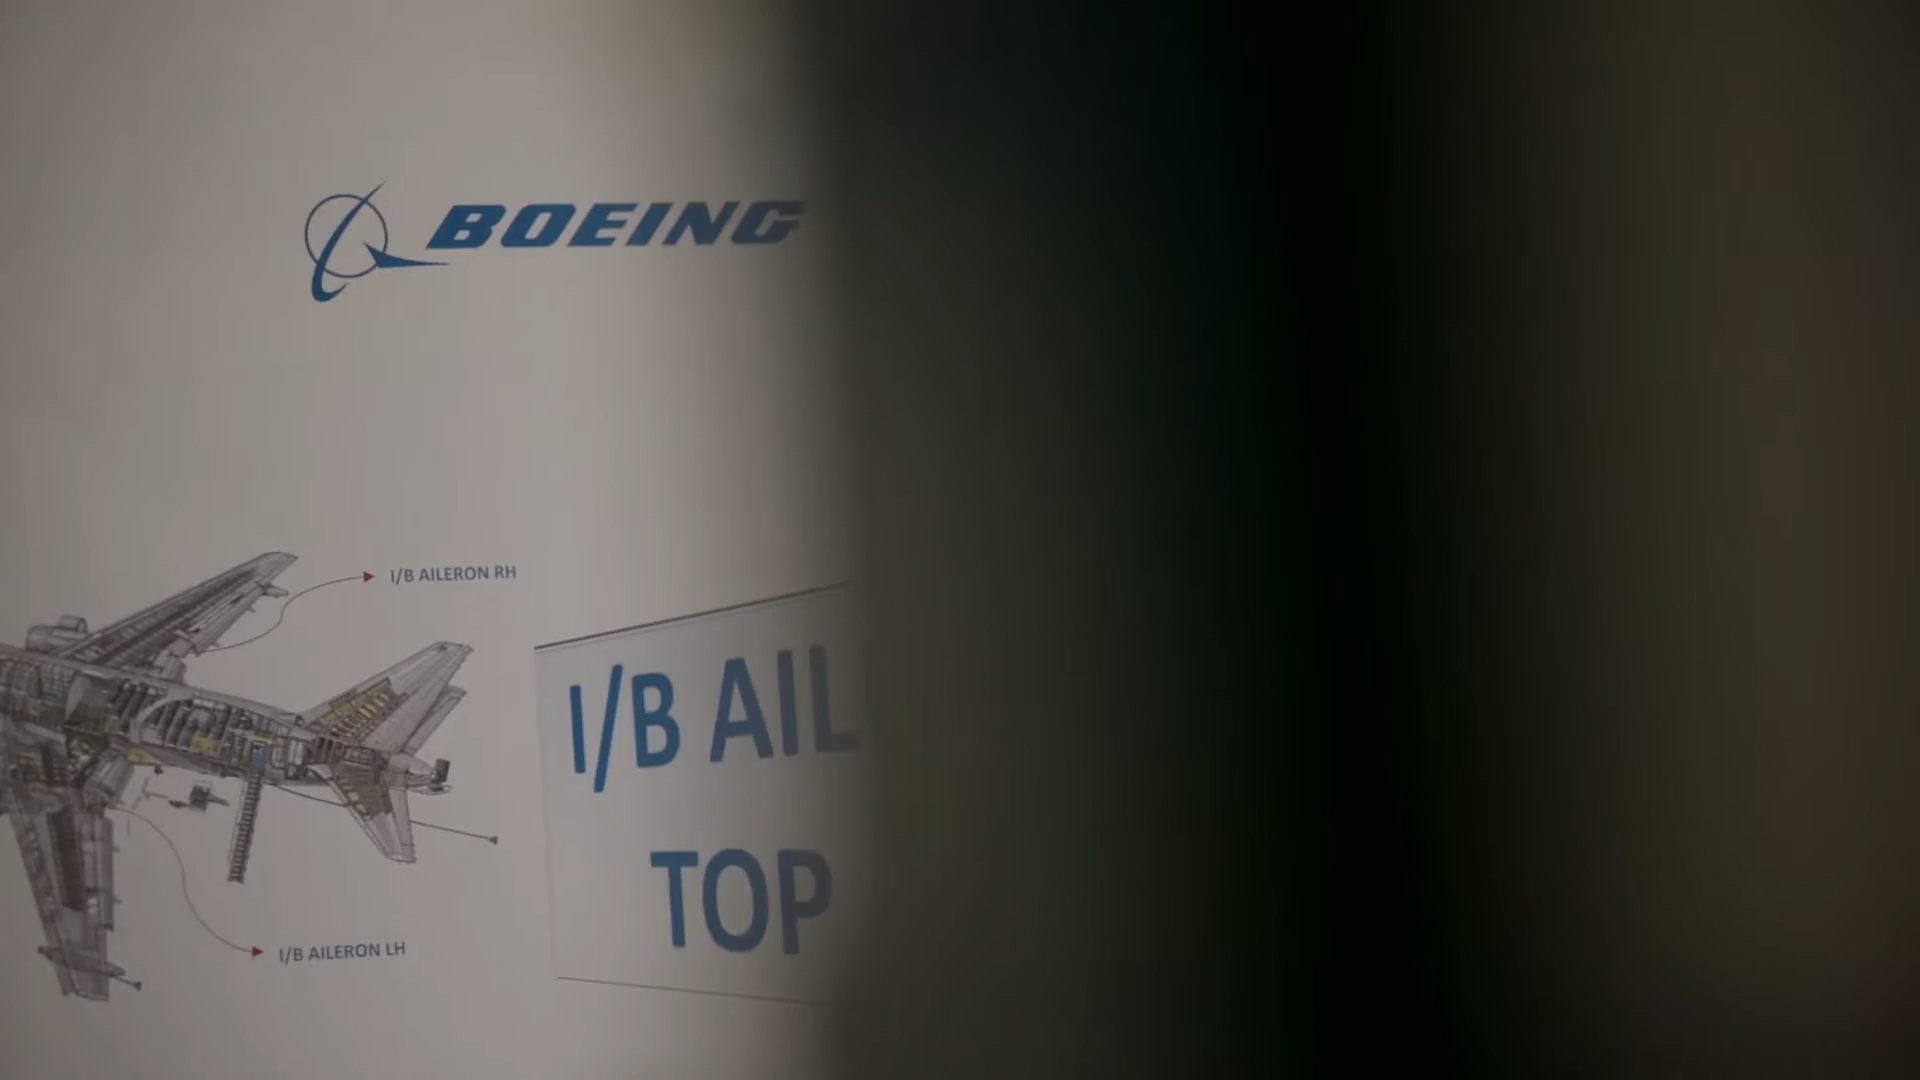 BOEING
I/B AILERON RH
I/B AIL
TOP
I/B AILERON LH